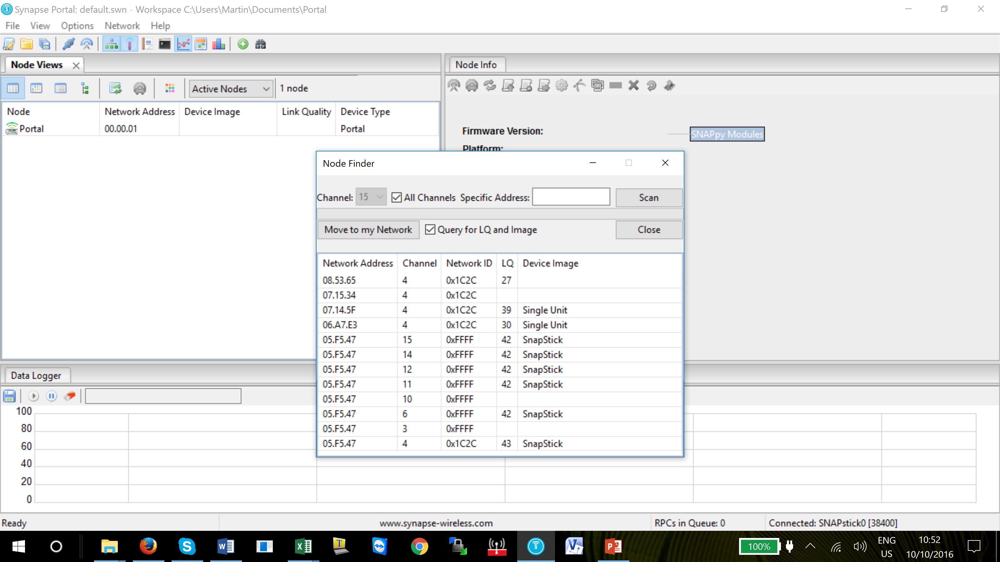 Synapse Portal: default.swn - Workspace C:\Users\Martin\Documents\Portal
File View Options Network Help
Node Views
Node Info
Active Nodes 1 node
Node Network Address Device Image Link Quality Device Type
Portal 00.00.01 Portal
Firmware Version:
SNAPpy Modules
Platform:
Node Finder
Channel: 15 All Channels Specific Address: Scan
Move to my Network Query for LQ and Image Close
Network Address Channel Network ID LQ Device Image
08.53.65 4 0x1C2C 27
07.15.34 4 0x1C2C
07.14.5F 4 0x1C2C 39 Single Unit
06.A7.E3 4 0x1C2C 30 Single Unit
05.F5.47 15 0xFFFF 42 SnapStick
05.F5.47 14 0xFFFF 42 SnapStick
05.F5.47 12 0xFFFF 42 SnapStick
05.F5.47 11 0xFFFF 42 SnapStick
05.F5.47 10 0xFFFF
05.F5.47 6 0xFFFF 42 SnapStick
05.F5.47 3 0xFFFF
05.F5.47 4 0x1C2C 43 SnapStick
Data Logger
100
80
60
40
20
0
Ready www.synapse-wireless.com RPCs in Queue: 0 Connected: SNAPstick0 [38400]
100%
ENG
US
10:52
10/10/2016